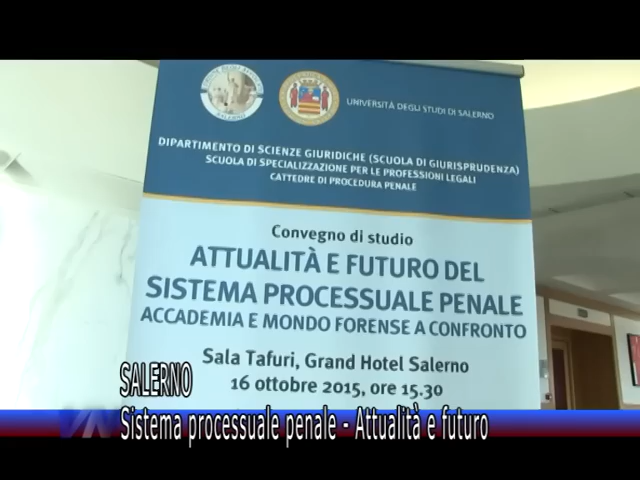 SALERNO
UNIVERSITÀ DEGLI STUDI DI SALERNO
DIPARTIMENTO DI SCIENZE GIURIDICHE (SCUOLA DI GIURISPRUDENZA)
SCUOLA DI SPECIALIZZAZIONE PER LE PROFESSIONI LEGALI
CATTEDRE DI PROCEDURA PENALE
Convegno di studio
ATTUALITÀ E FUTURO DEL
SISTEMA PROCESSUALE PENALE
ACCADEMIA E MONDO FORENSE A CONFRONTO
Sala Tafuri, Grand Hotel Salerno
16 ottobre 2015, ore 15.30
SALERNO
Sistema processuale penale - Attualità e futuro